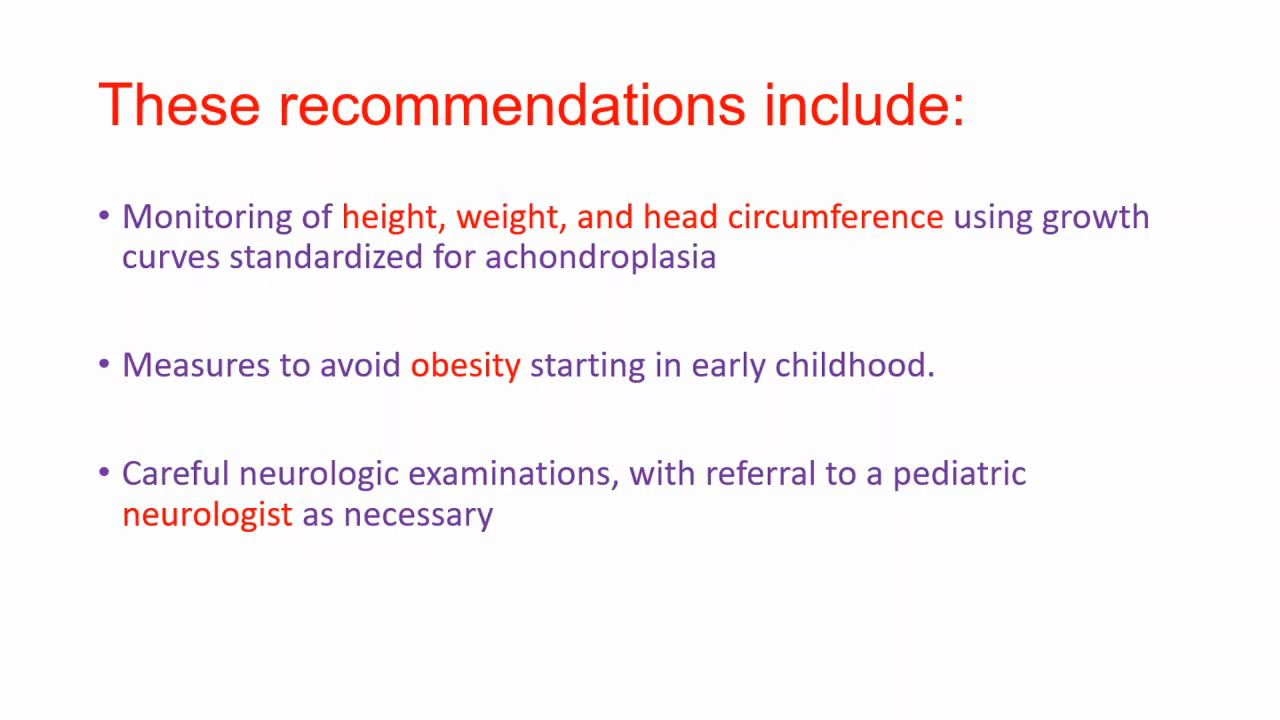 These recommendations include:
• Monitoring of height, weight, and head circumference using growth
curves standardized for achondroplasia
• Measures to avoid obesity starting in early childhood.
• Careful neurologic examinations, with referral to a pediatric
neurologist as necessary